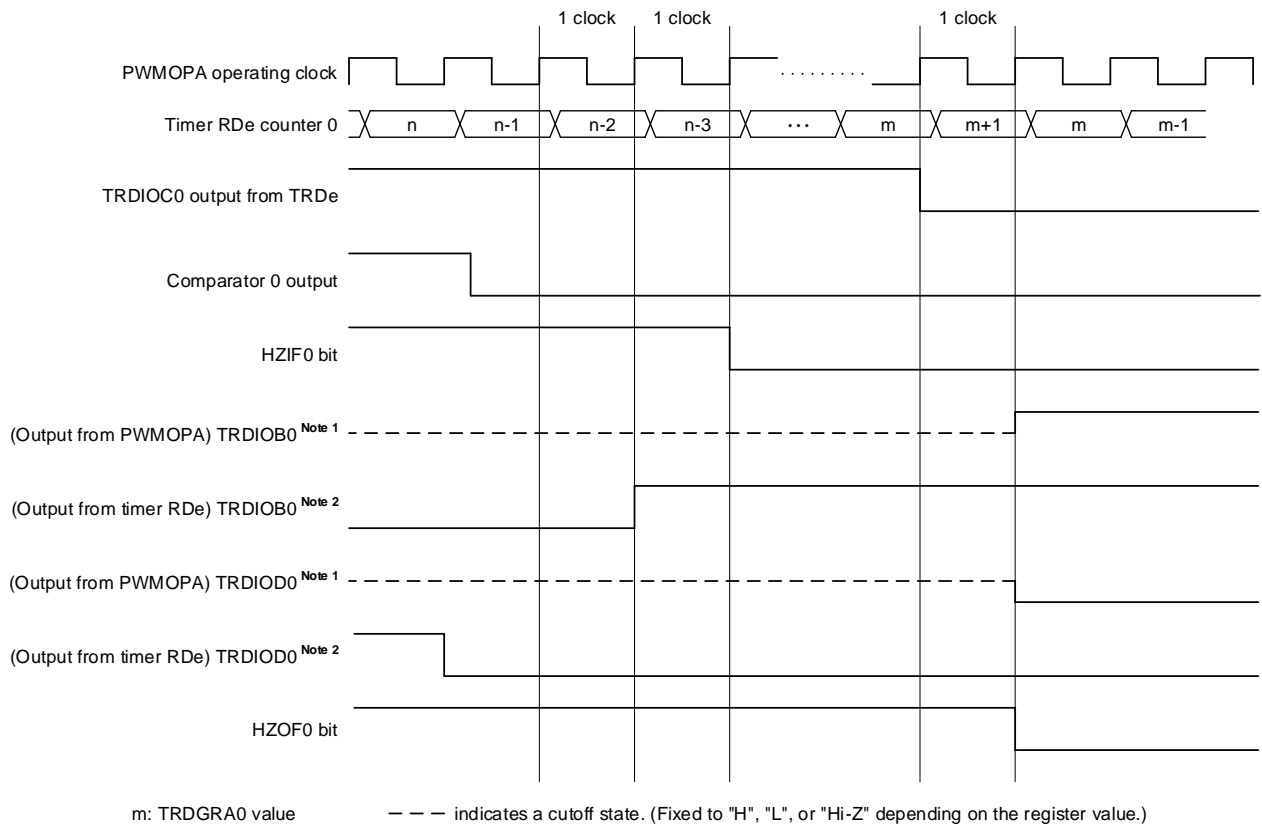 1 clock 1 clock 1 clock
PWMOPA operating clock .........
Timer RDe counter 0 n n-1 n-2 n-3 ... m m+1 m m-1
TRDIOC0 output from TRDe
Comparator 0 output
HZIF0 bit
(Output from PWMOPA) TRDIOB0 Note 1
(Output from timer RDe) TRDIOB0 Note 2
(Output from PWMOPA) TRDIOD0 Note 1
(Output from timer RDe) TRDIOD0 Note 2
HZOF0 bit
m: TRDGRA0 value – – – indicates a cutoff state. (Fixed to "H", "L", or "Hi-Z" depending on the register value.)